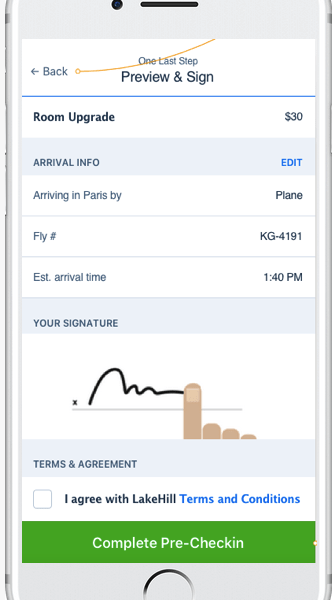 One Last Step
← Back
Preview & Sign
Room Upgrade $30
ARRIVAL INFO EDIT
Arriving in Paris by Plane
Fly # KG-4191
Est. arrival time 1:40 PM
YOUR SIGNATURE
x
TERMS & AGREEMENT
I agree with LakeHill Terms and Conditions
Complete Pre-Checkin